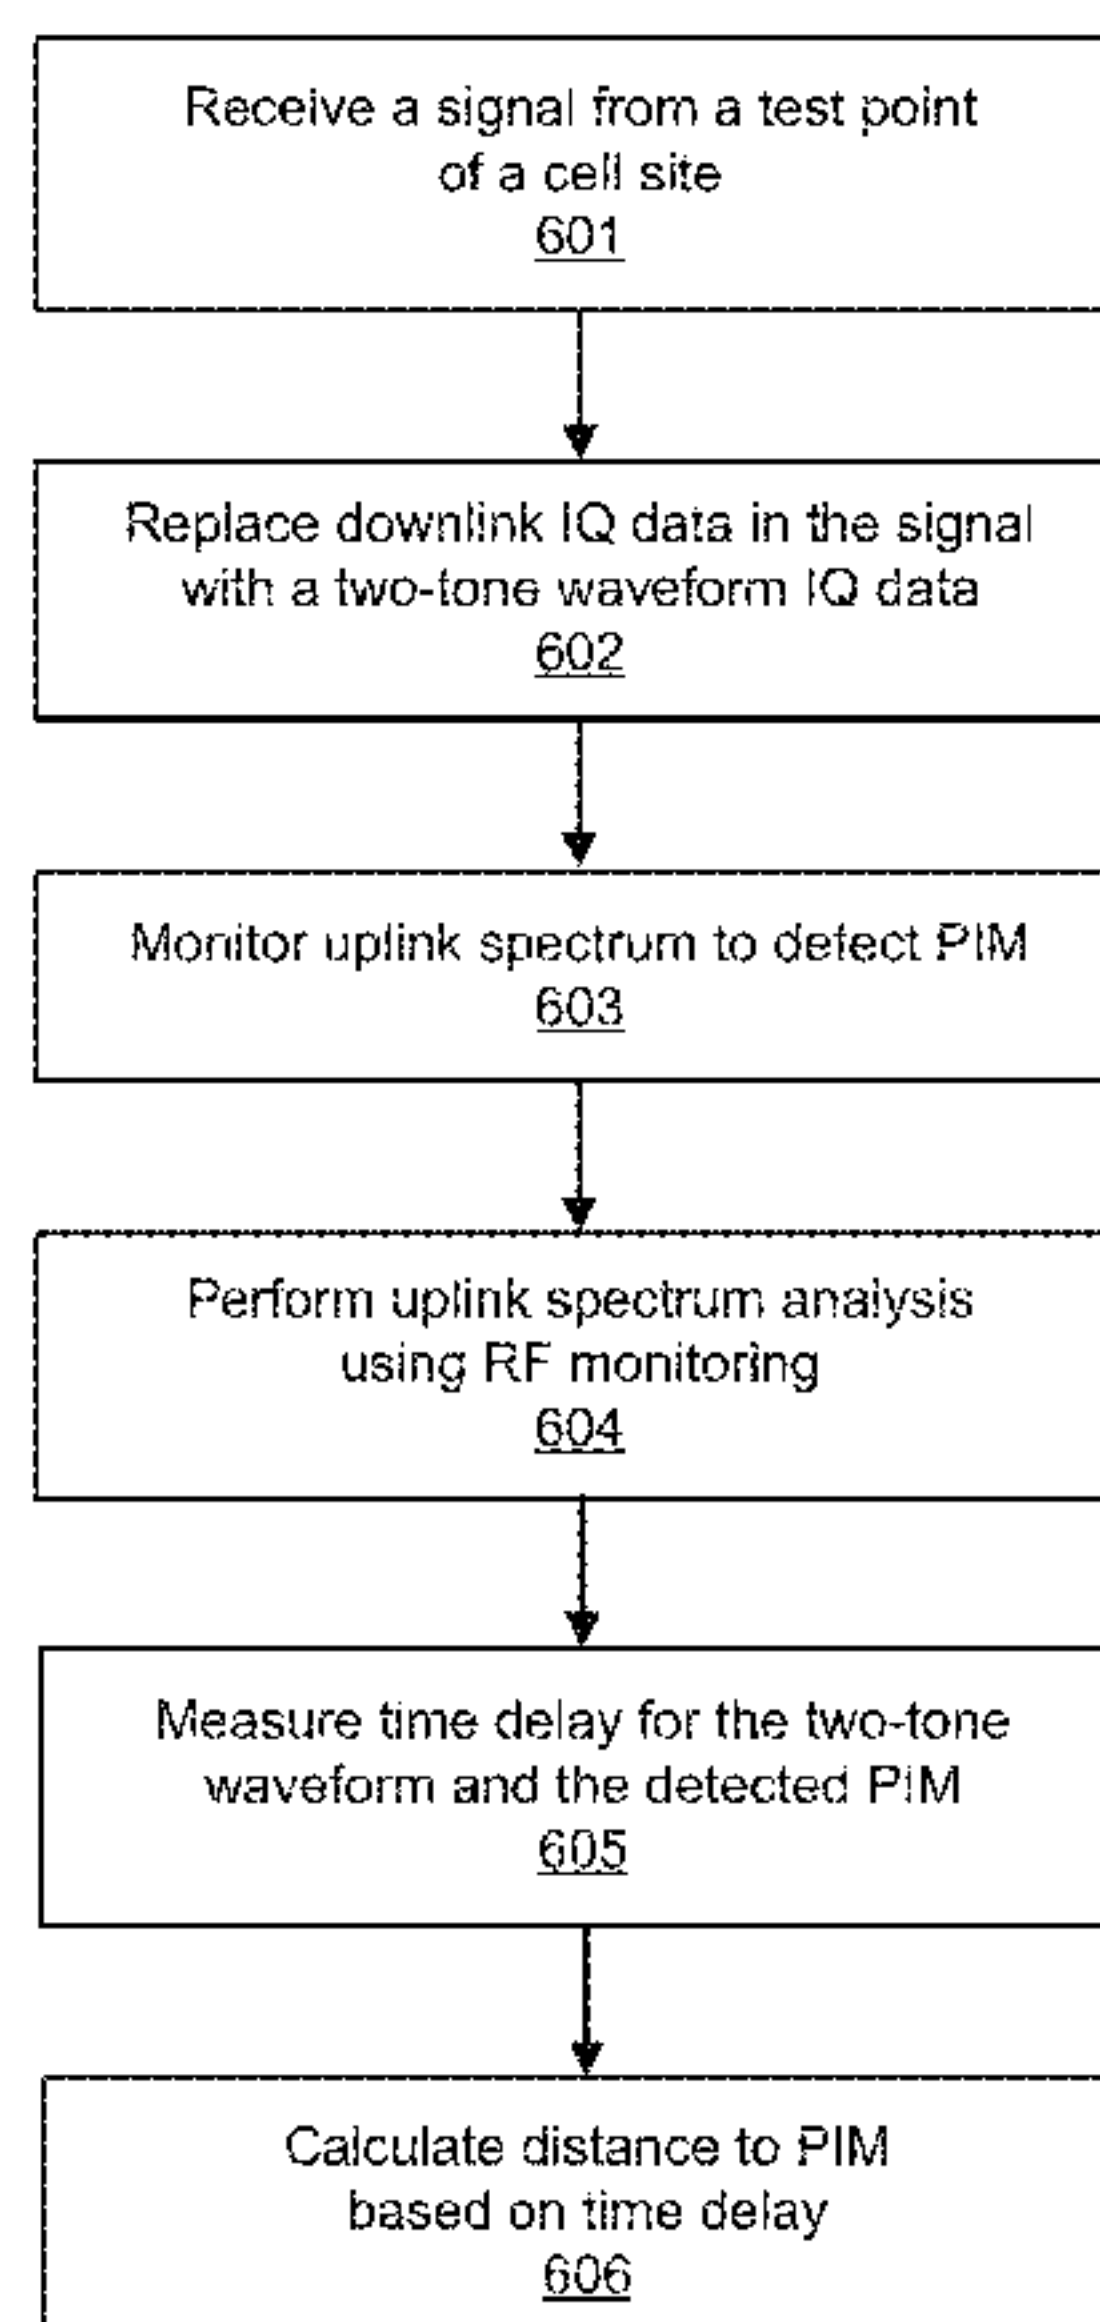 Receive a signal from a test point
of a cell site
601
Replace downlink IQ data in the signal
with a two-tone waveform IQ data
602
Monitor uplink spectrum to detect PIM
603
Perform uplink spectrum analysis
using RF monitoring
604
Measure time delay for the two-tone
waveform and the detected PIM
605
Calculate distance to PIM
based on time delay
606